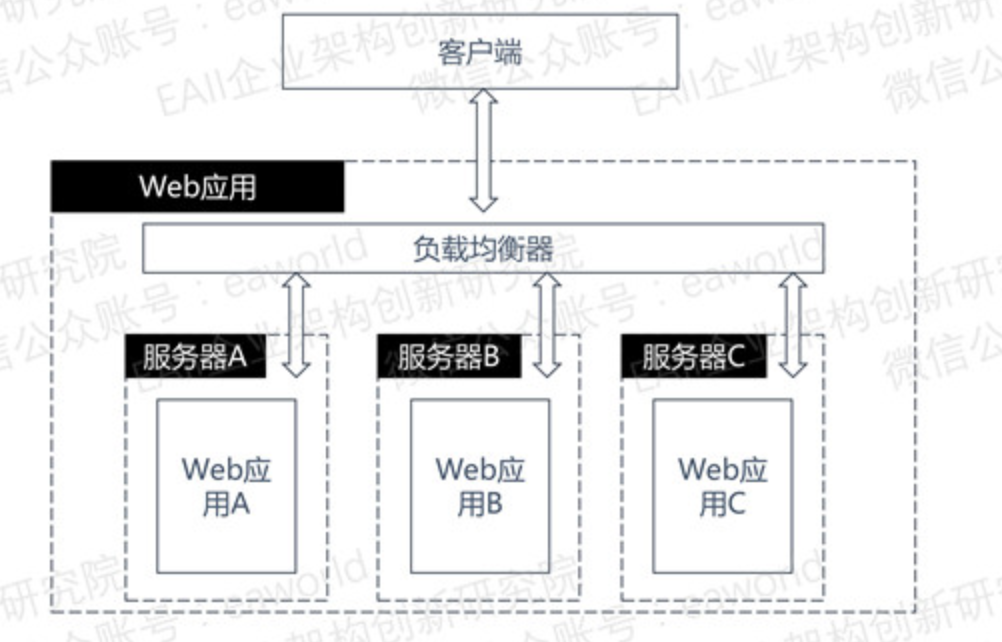 客户端
Web应用
负载均衡器
服务器A
服务器B
服务器C
Web应
用A
Web应
用B
Web应
用C
EAII企业架构创新研究院
微信公众账号：eaworld